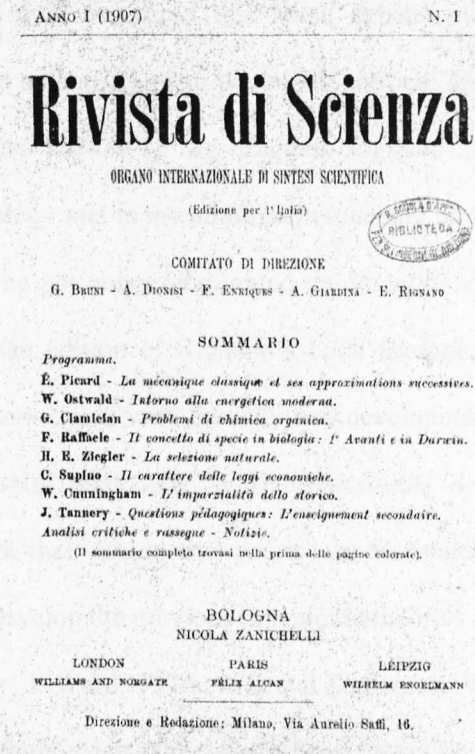 ANNO I (1907) N. I
Rivista di Scienza
ORGANO INTERNAZIONALE DI SINTESI SCIENTIFICA
(Edizione per l'Italia)
BIBLIOTECA
COMITATO DI DIREZIONE
G. BRUNI - A. DIONISI - F. ENRIQUES - A. GIARDINA - E. RIGNANO
SOMMARIO
Programma.
É. Picard - La mécanique classique et ses approximations successives.
W. Ostwald - Intorno alla energetica moderna.
G. Ciamician - Problemi di chimica organica.
F. Raffaele - Il concetto di specie in biologia: 1º Avanti e in Darwin.
H. E. Ziegler - La selezione naturale.
C. Supino - Il carattere delle leggi economiche.
W. Cunningham - L'imparzialità dello storico.
J. Tannery - Questions pédagogiques: L'enseignement secondaire.
Analisi critiche e rassegne - Notizie.
(Il sommario completo trovasi nella prima delle pagine colorate).
BOLOGNA
NICOLA ZANICHELLI
LONDON PARIS LEIPZIG
WILLIAMS AND NORGATE FÉLIX ALCAN WILHELM ENGELMANN
Direzione e Redazione: Milano, Via Aurelio Saffi, 16.